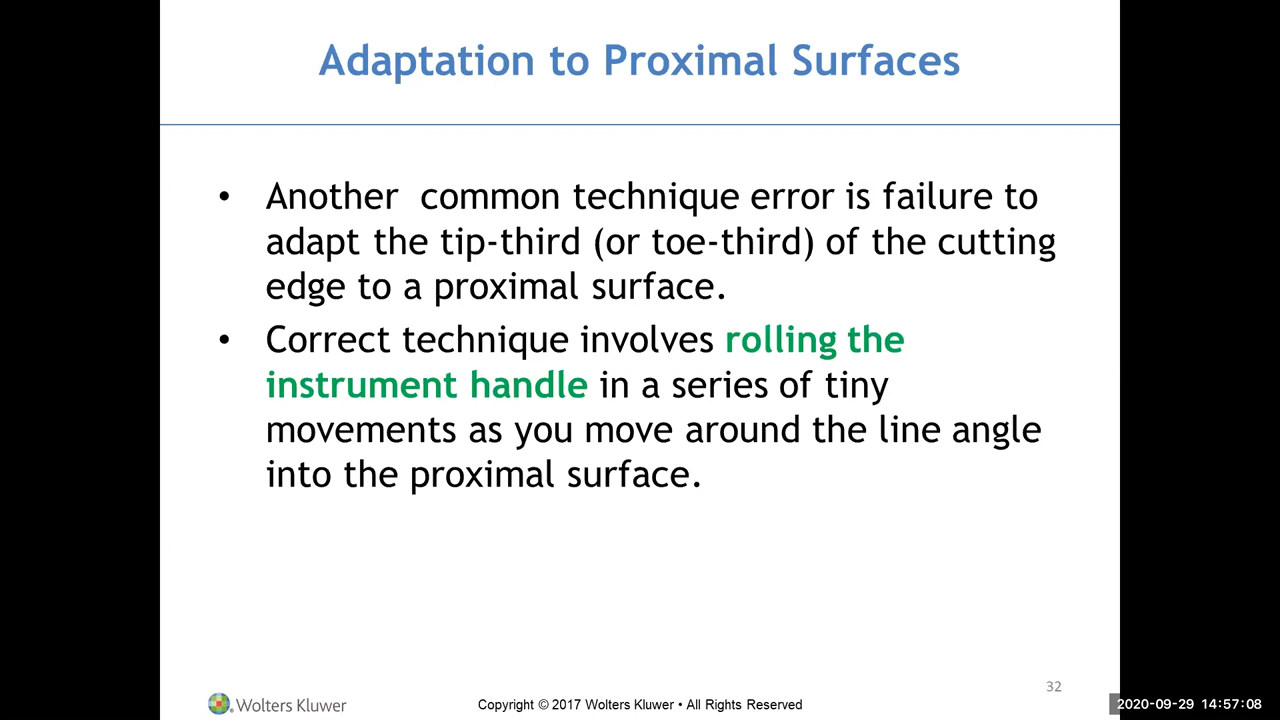 Adaptation to Proximal Surfaces
• Another  common technique error is failure to
adapt the tip-third (or toe-third) of the cutting
edge to a proximal surface.
• Correct technique involves rolling the
instrument handle in a series of tiny
movements as you move around the line angle
into the proximal surface.
32
Wolters Kluwer
Copyright © 2017 Wolters Kluwer • All Rights Reserved
2020-09-29 14:57:08